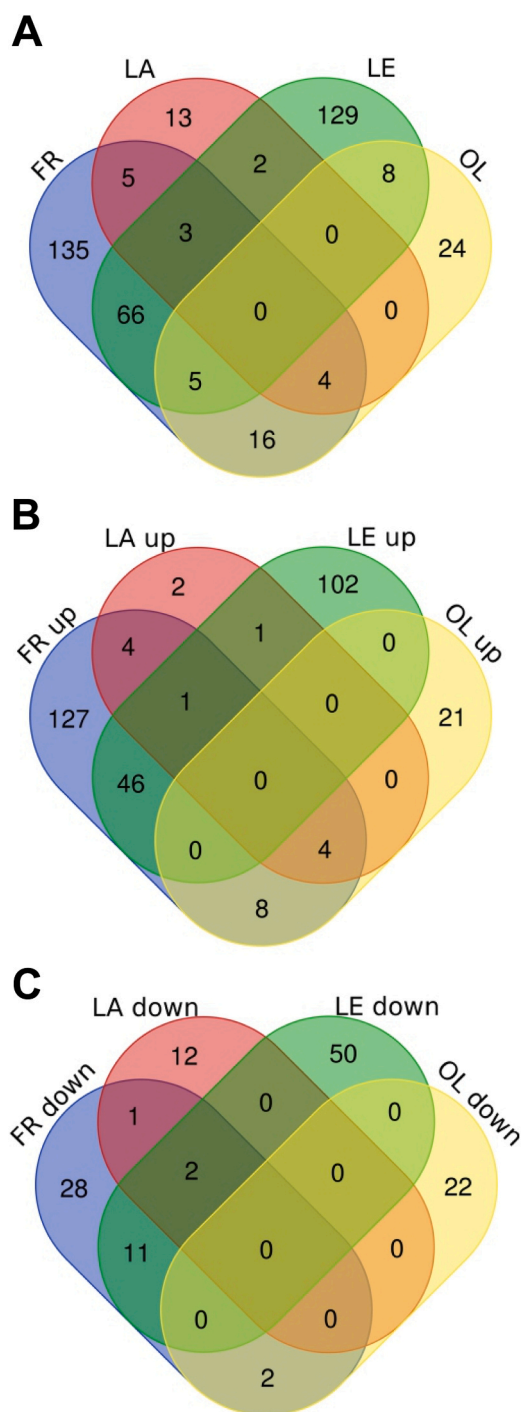 A
LA LE
FR OL
13 129
5 2 8
135 3 0 24
66 0 0
5 4
16
B
LA up LE up
FR up OL up
2 102
4 1 0
127 1 0 21
46 0 0
0 4
8
C
LA down LE down
FR down OL down
12 50
1 0 0
28 2 0 22
11 0 0
0 0
2